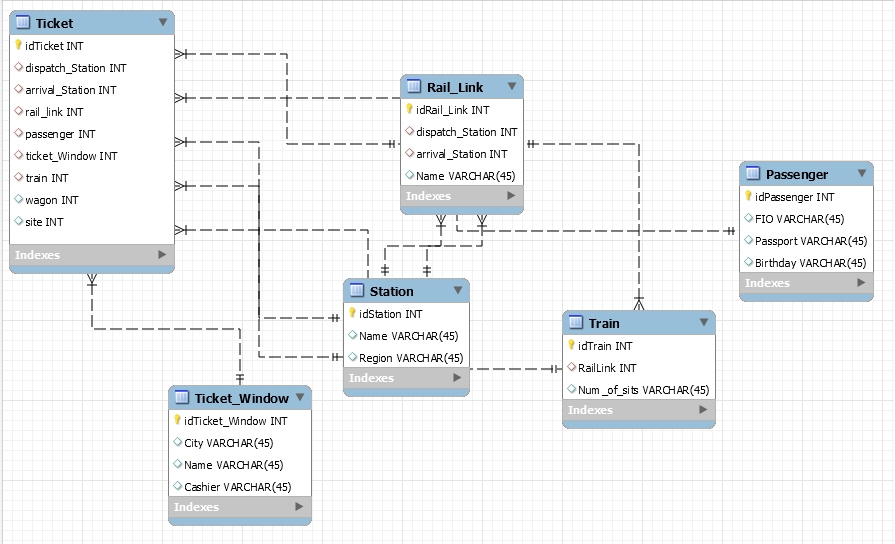 Ticket
idTicket INT
dispatch_Station INT
arrival_Station INT
rail_link INT
passenger INT
ticket_Window INT
train INT
wagon INT
site INT
Indexes
Rail_Link
idRail_Link INT
dispatch_Station INT
arrival_Station INT
Name VARCHAR(45)
Indexes
Passenger
idPassenger INT
FIO VARCHAR(45)
Passport VARCHAR(45)
Birthday VARCHAR(45)
Indexes
Station
idStation INT
Name VARCHAR(45)
Region VARCHAR(45)
Indexes
Train
idTrain INT
RailLink INT
Num_of_sits VARCHAR(45)
Indexes
Ticket_Window
idTicket_Window INT
City VARCHAR(45)
Name VARCHAR(45)
Cashier VARCHAR(45)
Indexes